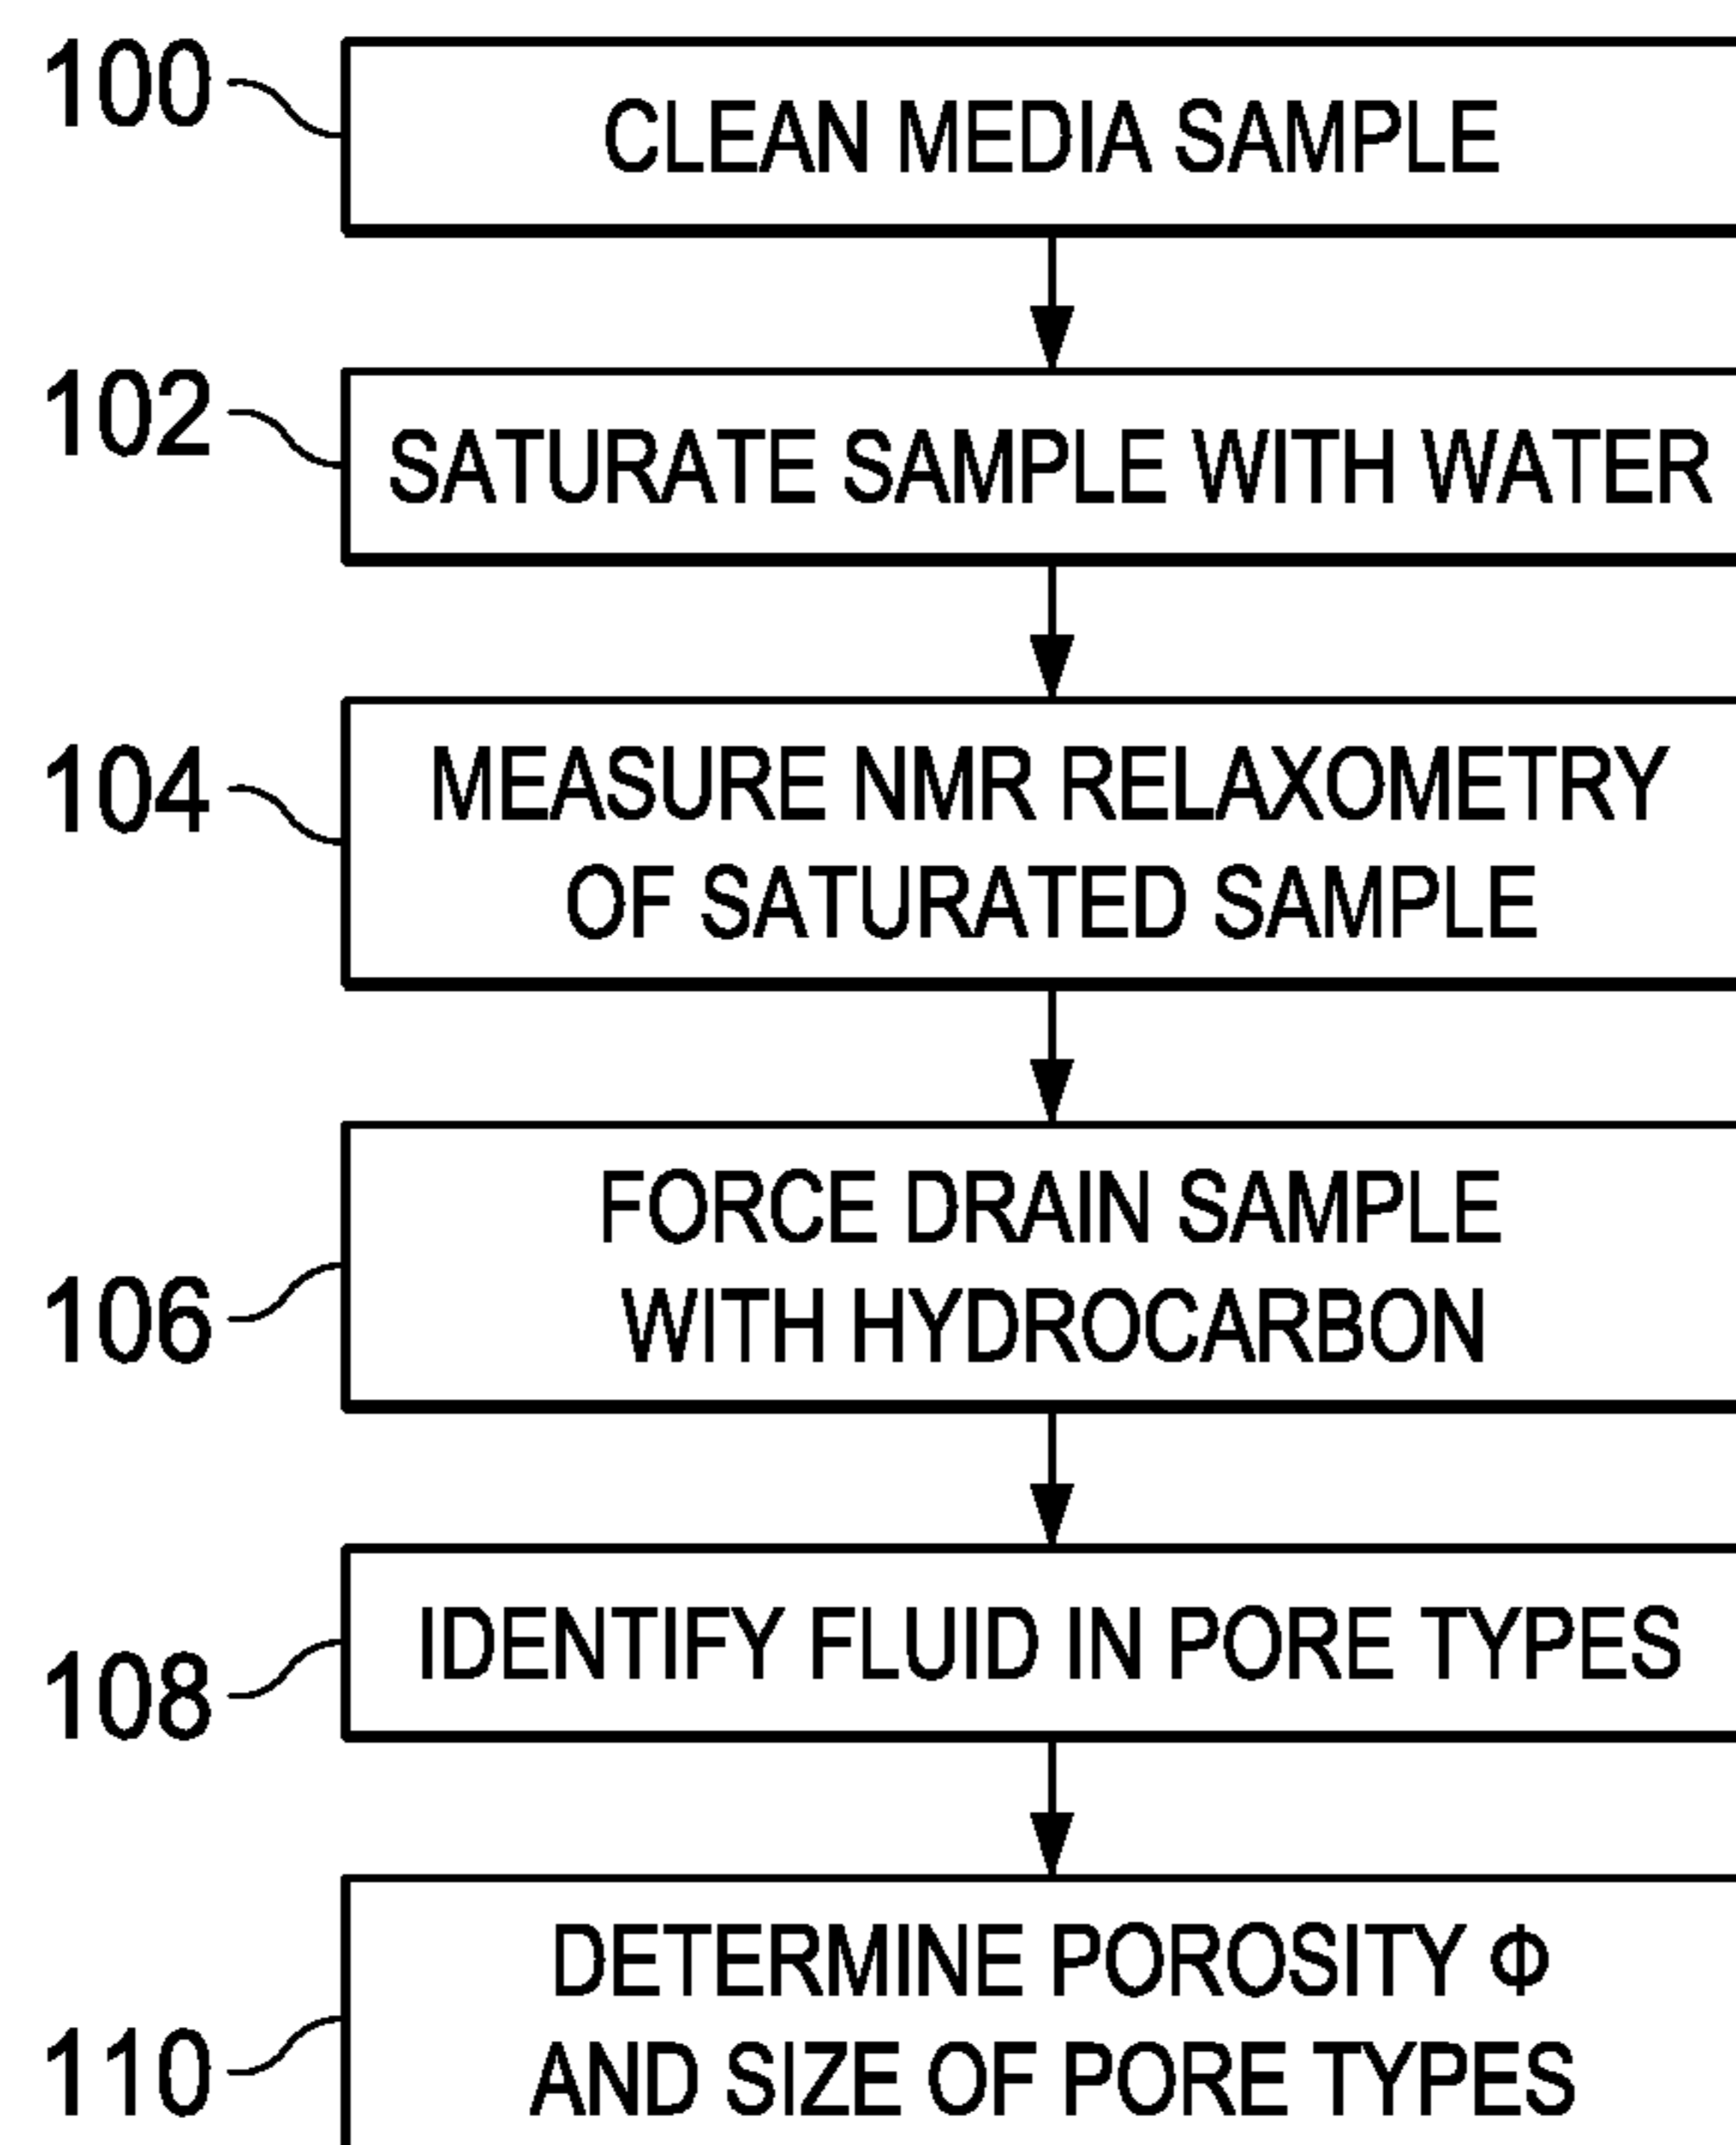 100
CLEAN MEDIA SAMPLE
102
SATURATE SAMPLE WITH WATER
104
MEASURE NMR RELAXOMETRY
OF SATURATED SAMPLE
106
FORCE DRAIN SAMPLE
WITH HYDROCARBON
108
IDENTIFY FLUID IN PORE TYPES
110
DETERMINE POROSITY Φ
AND SIZE OF PORE TYPES